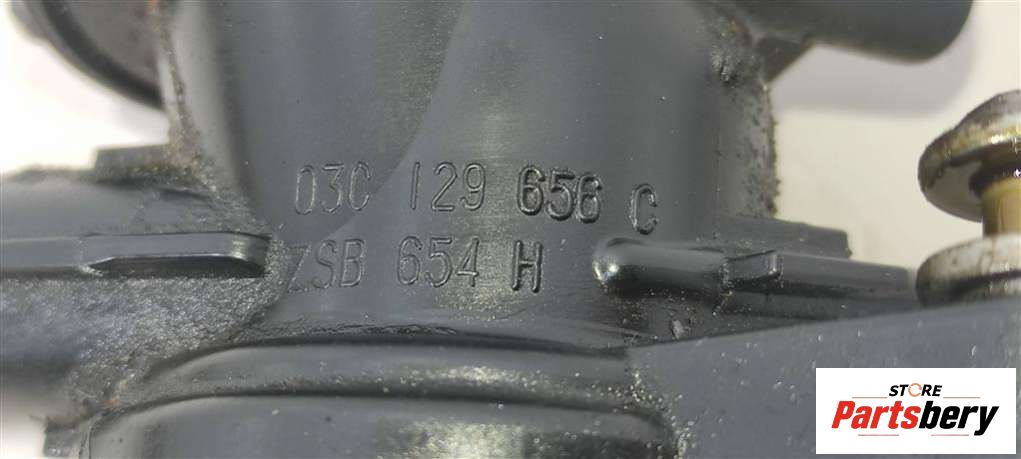 03C 129 656 C
ZSB 654 H
STORE
Partsbery